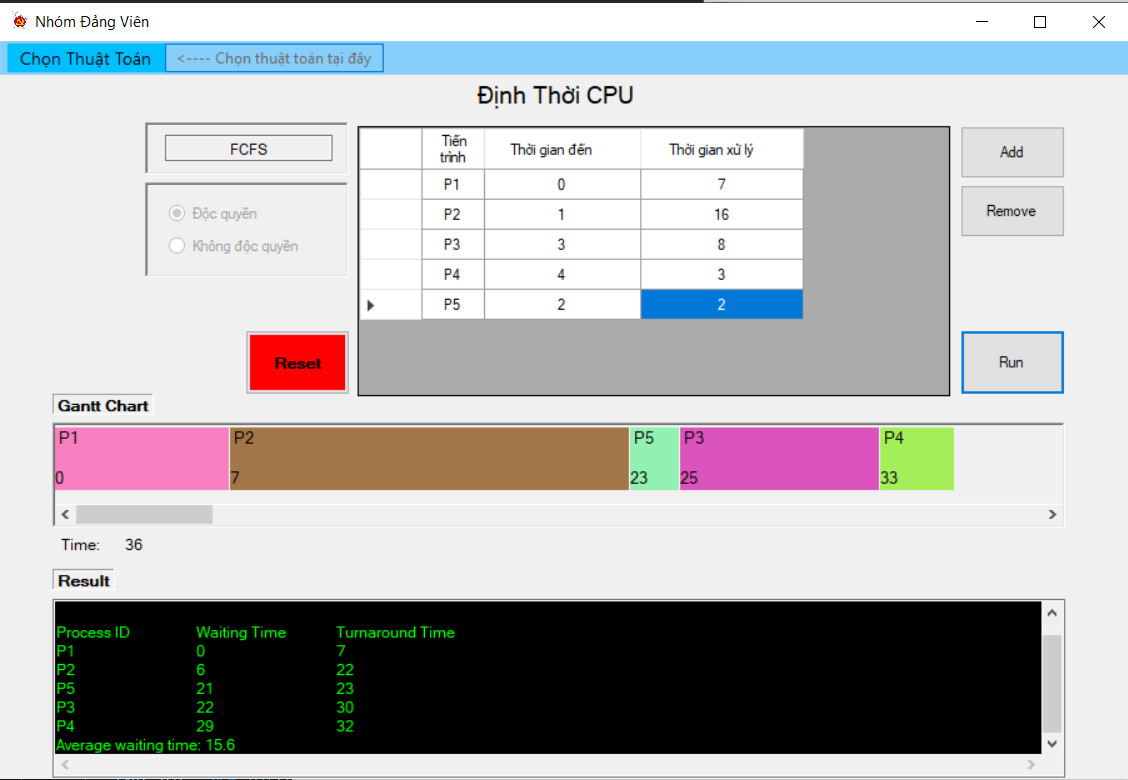 Nhóm Đảng Viên
Chọn Thuật Toán <---- Chọn thuật toán tại đây
Định Thời CPU
FCFS
Độc quyền
Không độc quyền
Reset
Tiến trình Thời gian đến Thời gian xử lý
P1 0 7
P2 1 16
P3 3 8
P4 4 3
P5 2 2
Add
Remove
Run
Gantt Chart
P1 P2 P5 P3 P4
0 7 23 25 33
Time: 36
Result
Process ID Waiting Time Turnaround Time
P1 0 7
P2 6 22
P5 21 23
P3 22 30
P4 29 32
Average waiting time: 15.6